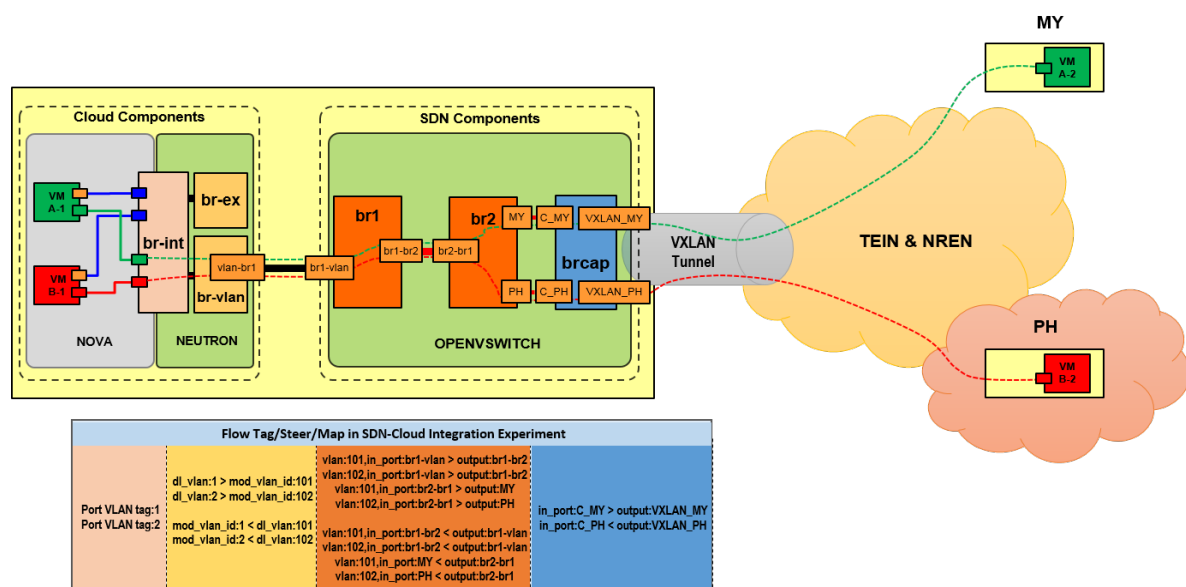 MY
VM
A-2
Cloud Components
SDN Components
VM
A-1
br-ex
br-int
vlan-br1
br-vlan
VM
B-1
NOVA
NEUTRON
br1
br1-vlan
br1-br2
br2
br2-br1
MY
C_MY
VXLAN_MY
brcap
PH
C_PH
VXLAN_PH
OPENVSWITCH
VXLAN
Tunnel
TEIN & NREN
PH
VM
B-2
Flow Tag/Steer/Map in SDN-Cloud Integration Experiment
Port VLAN tag:1
Port VLAN tag:2
dl_vlan:1 > mod_vlan_id:101
dl_vlan:2 > mod_vlan_id:102
mod_vlan_id:1 < dl_vlan:101
mod_vlan_id:2 < dl_vlan:102
vlan:101,in_port:br1-vlan > output:br1-br2
vlan:102,in_port:br1-vlan > output:br1-br2
vlan:101,in_port:br2-br1 > output:MY
vlan:102,in_port:br2-br1 > output:PH
vlan:101,in_port:br1-br2 < output:br1-vlan
vlan:102,in_port:br1-br2 < output:br1-vlan
vlan:101,in_port:MY < output:br2-br1
vlan:102,in_port:PH < output:br2-br1
in_port:C_MY > output:VXLAN_MY
in_port:C_PH < output:VXLAN_PH